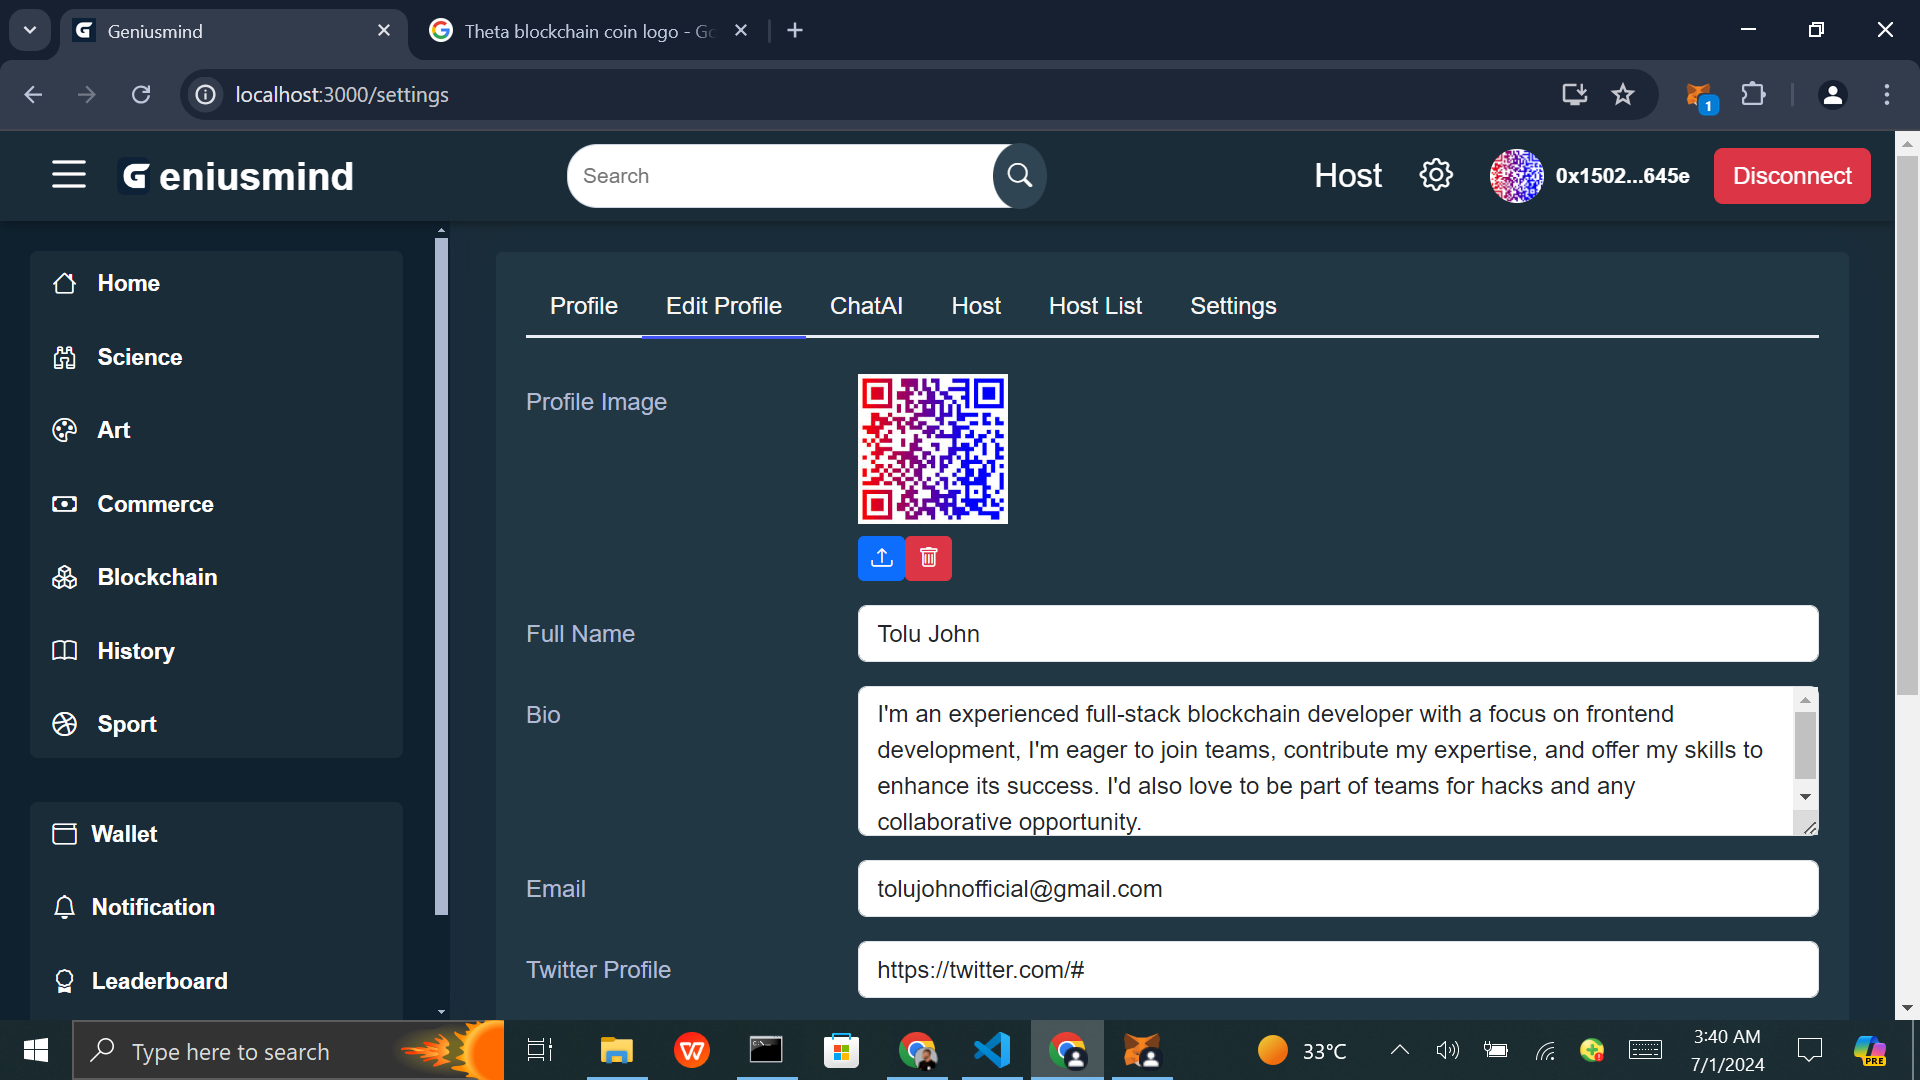 Geniusmind
Theta blockchain coin logo - Go
localhost:3000/settings
1
G eniusmind
Search
Host
0x1502...645e
Disconnect
Home
Science
Art
Commerce
Blockchain
History
Sport
Wallet
Notification
Leaderboard
Profile
Edit Profile
ChatAI
Host
Host List
Settings
Profile Image
Full Name
Tolu John
Bio
I'm an experienced full-stack blockchain developer with a focus on frontend
development, I'm eager to join teams, contribute my expertise, and offer my skills to
enhance its success. I'd also love to be part of teams for hacks and any
collaborative opportunity.
Email
tolujohnofficial@gmail.com
Twitter Profile
https://twitter.com/#
Type here to search
33°C
3:40 AM
7/1/2024
PRE